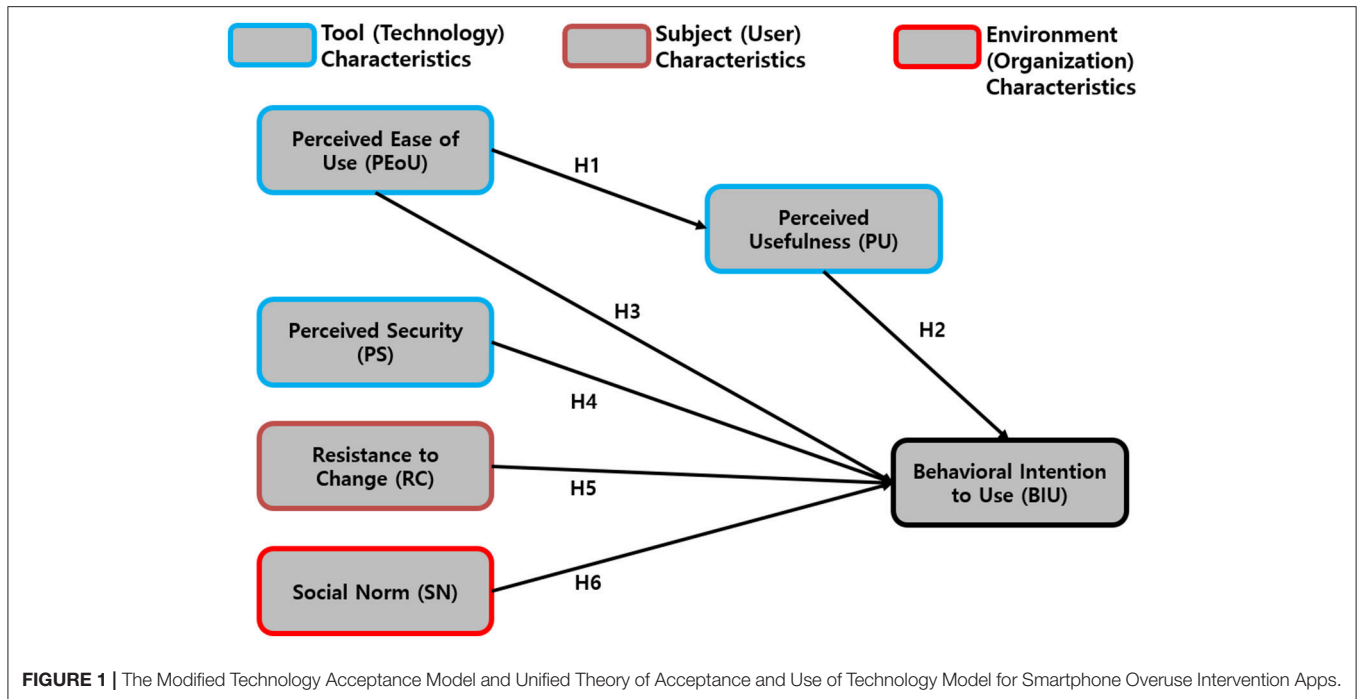 Tool (Technology)
Characteristics
Subject (User)
Characteristics
Environment
(Organization)
Characteristics
Perceived Ease of
Use (PEoU)
H1
Perceived
Usefulness (PU)
H3
H2
Perceived Security
(PS)
H4
Resistance to
Change (RC)
H5
Behavioral Intention
to Use (BIU)
Social Norm (SN)
H6
FIGURE 1 | The Modified Technology Acceptance Model and Unified Theory of Acceptance and Use of Technology Model for Smartphone Overuse Intervention Apps.